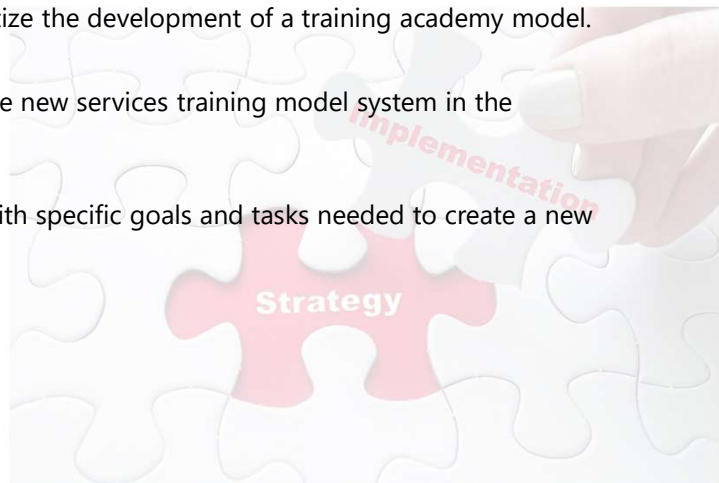 tize the development of a training academy model.
e new services training model system in the
Implementation
ith specific goals and tasks needed to create a new
Strategy